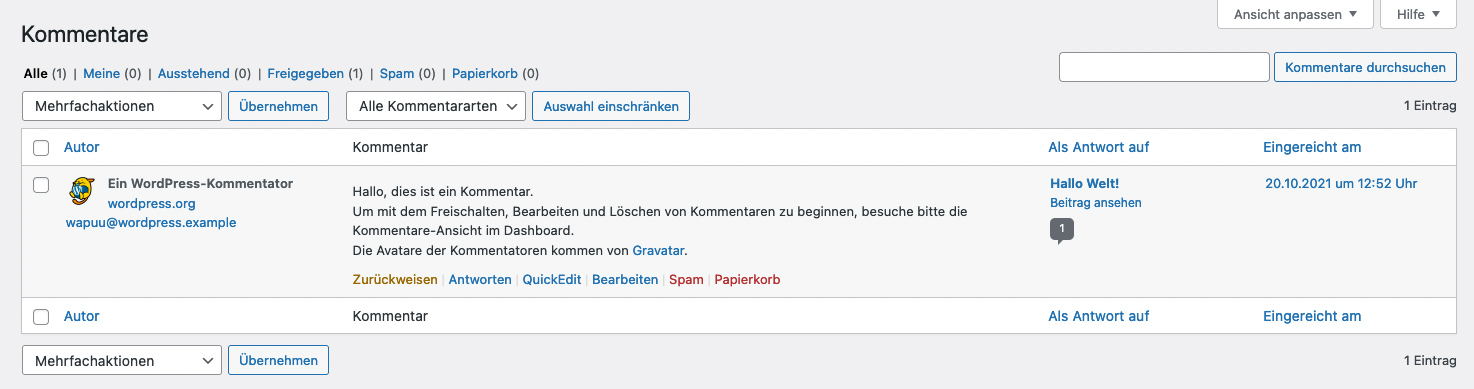 Ansicht anpassen Hilfe
Kommentare
Alle (1) | Meine (0) | Ausstehend (0) | Freigegeben (1) | Spam (0) | Papierkorb (0)
Kommentare durchsuchen
Mehrfachaktionen Übernehmen Alle Kommentararten Auswahl einschränken 1 Eintrag
Autor Kommentar Als Antwort auf Eingereicht am
Ein WordPress-Kommentator
wordpress.org
wapuu@wordpress.example
Hallo, dies ist ein Kommentar.
Um mit dem Freischalten, Bearbeiten und Löschen von Kommentaren zu beginnen, besuche bitte die
Kommentare-Ansicht im Dashboard.
Die Avatare der Kommentatoren kommen von Gravatar.
Zurückweisen | Antworten | QuickEdit | Bearbeiten | Spam | Papierkorb
Hallo Welt!
Beitrag ansehen
1
20.10.2021 um 12:52 Uhr
Autor Kommentar Als Antwort auf Eingereicht am
Mehrfachaktionen Übernehmen 1 Eintrag